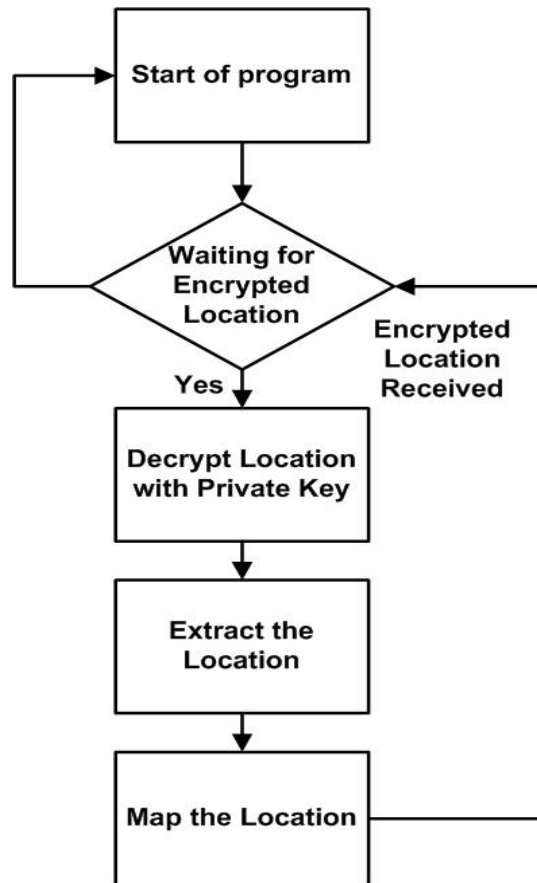 Start of program
Waiting for
Encrypted
Location
Encrypted
Location
Received
Yes
Decrypt Location
with Private Key
Extract the
Location
Map the Location